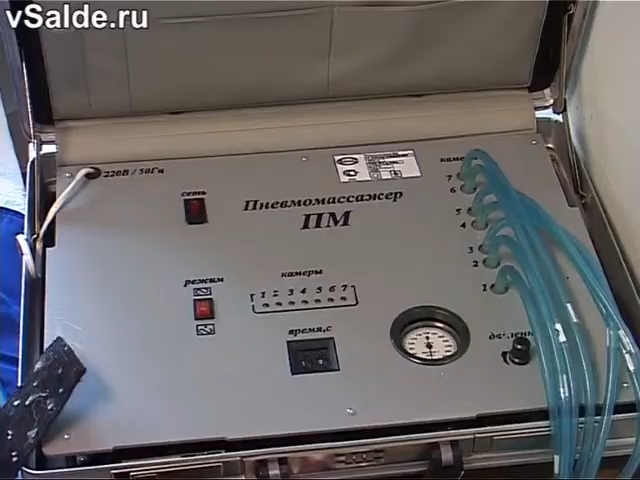 vSalde.ru
220В / 50Гц
сеть
Пневмомассажер
ПМ
7
6
5
4
3
2
1
режим
камеры
1 2 3 4 5 6 7
время,с